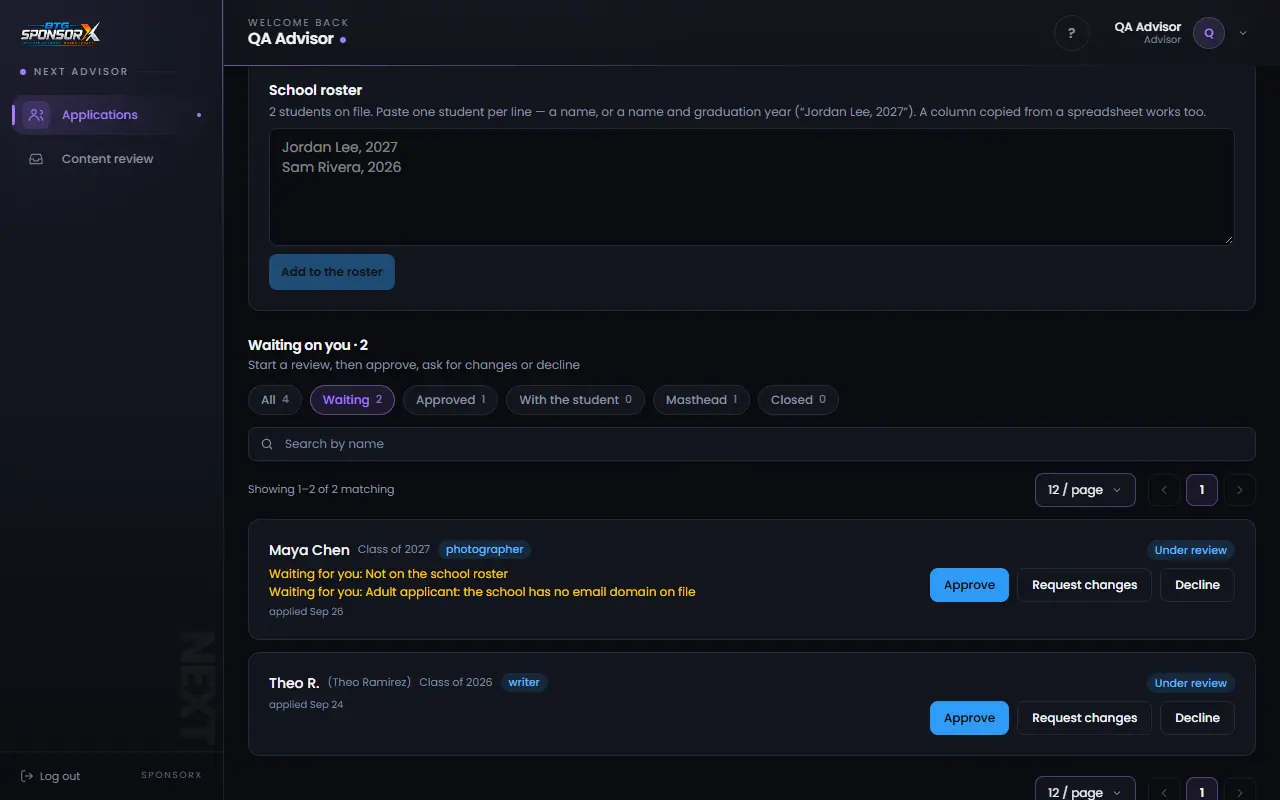 BTG
SPONSORX
NEXT ADVISOR
Applications
Content review
NEXT
Log out
SPONSORX
WELCOME BACK
QA Advisor
?
QA Advisor
Advisor
Q
School roster
2 students on file. Paste one student per line — a name, or a name and graduation year (“Jordan Lee, 2027”). A column copied from a spreadsheet works too.
Jordan Lee, 2027
Sam Rivera, 2026
Add to the roster
Waiting on you · 2
Start a review, then approve, ask for changes or decline
All 4
Waiting 2
Approved 1
With the student 0
Masthead 1
Closed 0
Search by name
Showing 1–2 of 2 matching
12 / page
1
Maya Chen Class of 2027 photographer
Under review
Waiting for you: Not on the school roster
Waiting for you: Adult applicant: the school has no email domain on file
applied Sep 26
Approve
Request changes
Decline
Theo R. (Theo Ramirez) Class of 2026 writer
Under review
applied Sep 24
Approve
Request changes
Decline
12 / page
1